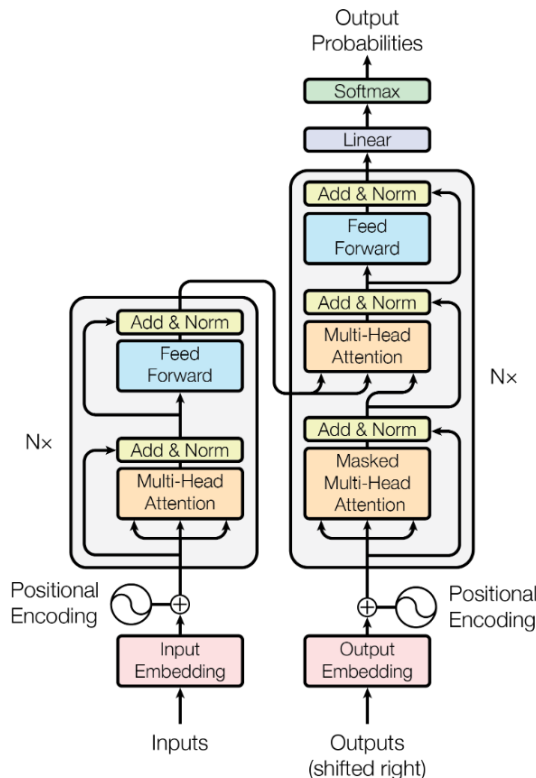 Output
Probabilities
Softmax
Linear
Add & Norm
Feed
Forward
Add & Norm
Multi-Head
Attention
Add & Norm
Masked
Multi-Head
Attention
N×
Add & Norm
Feed
Forward
Add & Norm
Multi-Head
Attention
N×
Positional
Encoding
Positional
Encoding
Input
Embedding
Output
Embedding
Inputs
Outputs
(shifted right)